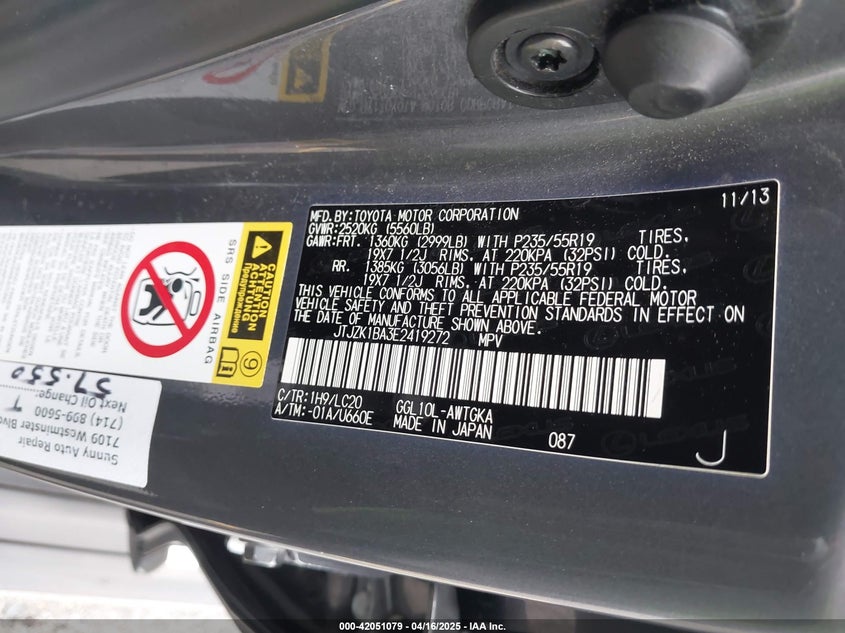 11/13
MFD.BY:TOYOTA MOTOR CORPORATION
GVWR:2520KG (5560LB)
GAWR:FRT. 1360KG (2999LB) WITH P235/55R19 TIRES.
19X7 1/2J RIMS. AT 220KPA (32PSI) COLD.
RR. 1385KG (3056LB) WITH P235/55R19 TIRES.
19X7 1/2J RIMS. AT 220KPA (32PSI) COLD.
THIS VEHICLE CONFORMS TO ALL APPLICABLE FEDERAL MOTOR
VEHICLE SAFETY AND THEFT PREVENTION STANDARDS IN EFFECT ON
THE DATE OF MANUFACTURE SHOWN ABOVE.
JTJZK1BA3E2419272 MPV
C/TR:1H9/LC20 GGL10L-AWTGKA
A/TM:-01A/U660E MADE IN JAPAN 087
J
SRS SIDE AIRBAG
CAUTION
ATTENTION
ACHTUNG
9
Sunny Auto Repair
7109 Westminster Blvd
(714) 899-5600 T
Next Oil Change:
57.550
000-42051079 - 04/16/2025 - IAA Inc.